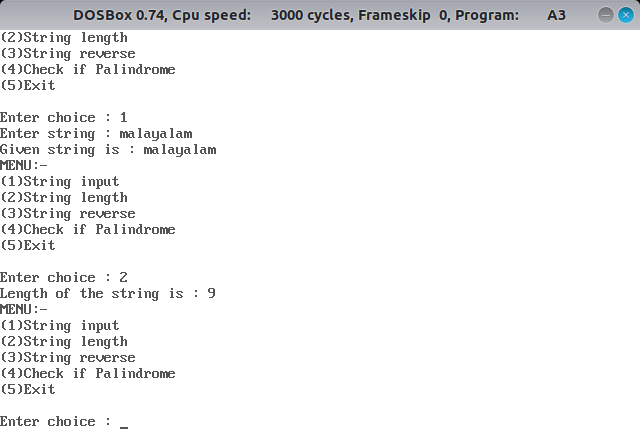 DOSBox 0.74, Cpu speed: 3000 cycles, Frameskip 0, Program: A3
(2)String length
(3)String reverse
(4)Check if Palindrome
(5)Exit
Enter choice : 1
Enter string : malayalam
Given string is : malayalam
MENU:-
(1)String input
(2)String length
(3)String reverse
(4)Check if Palindrome
(5)Exit
Enter choice : 2
Length of the string is : 9
MENU:-
(1)String input
(2)String length
(3)String reverse
(4)Check if Palindrome
(5)Exit
Enter choice : _